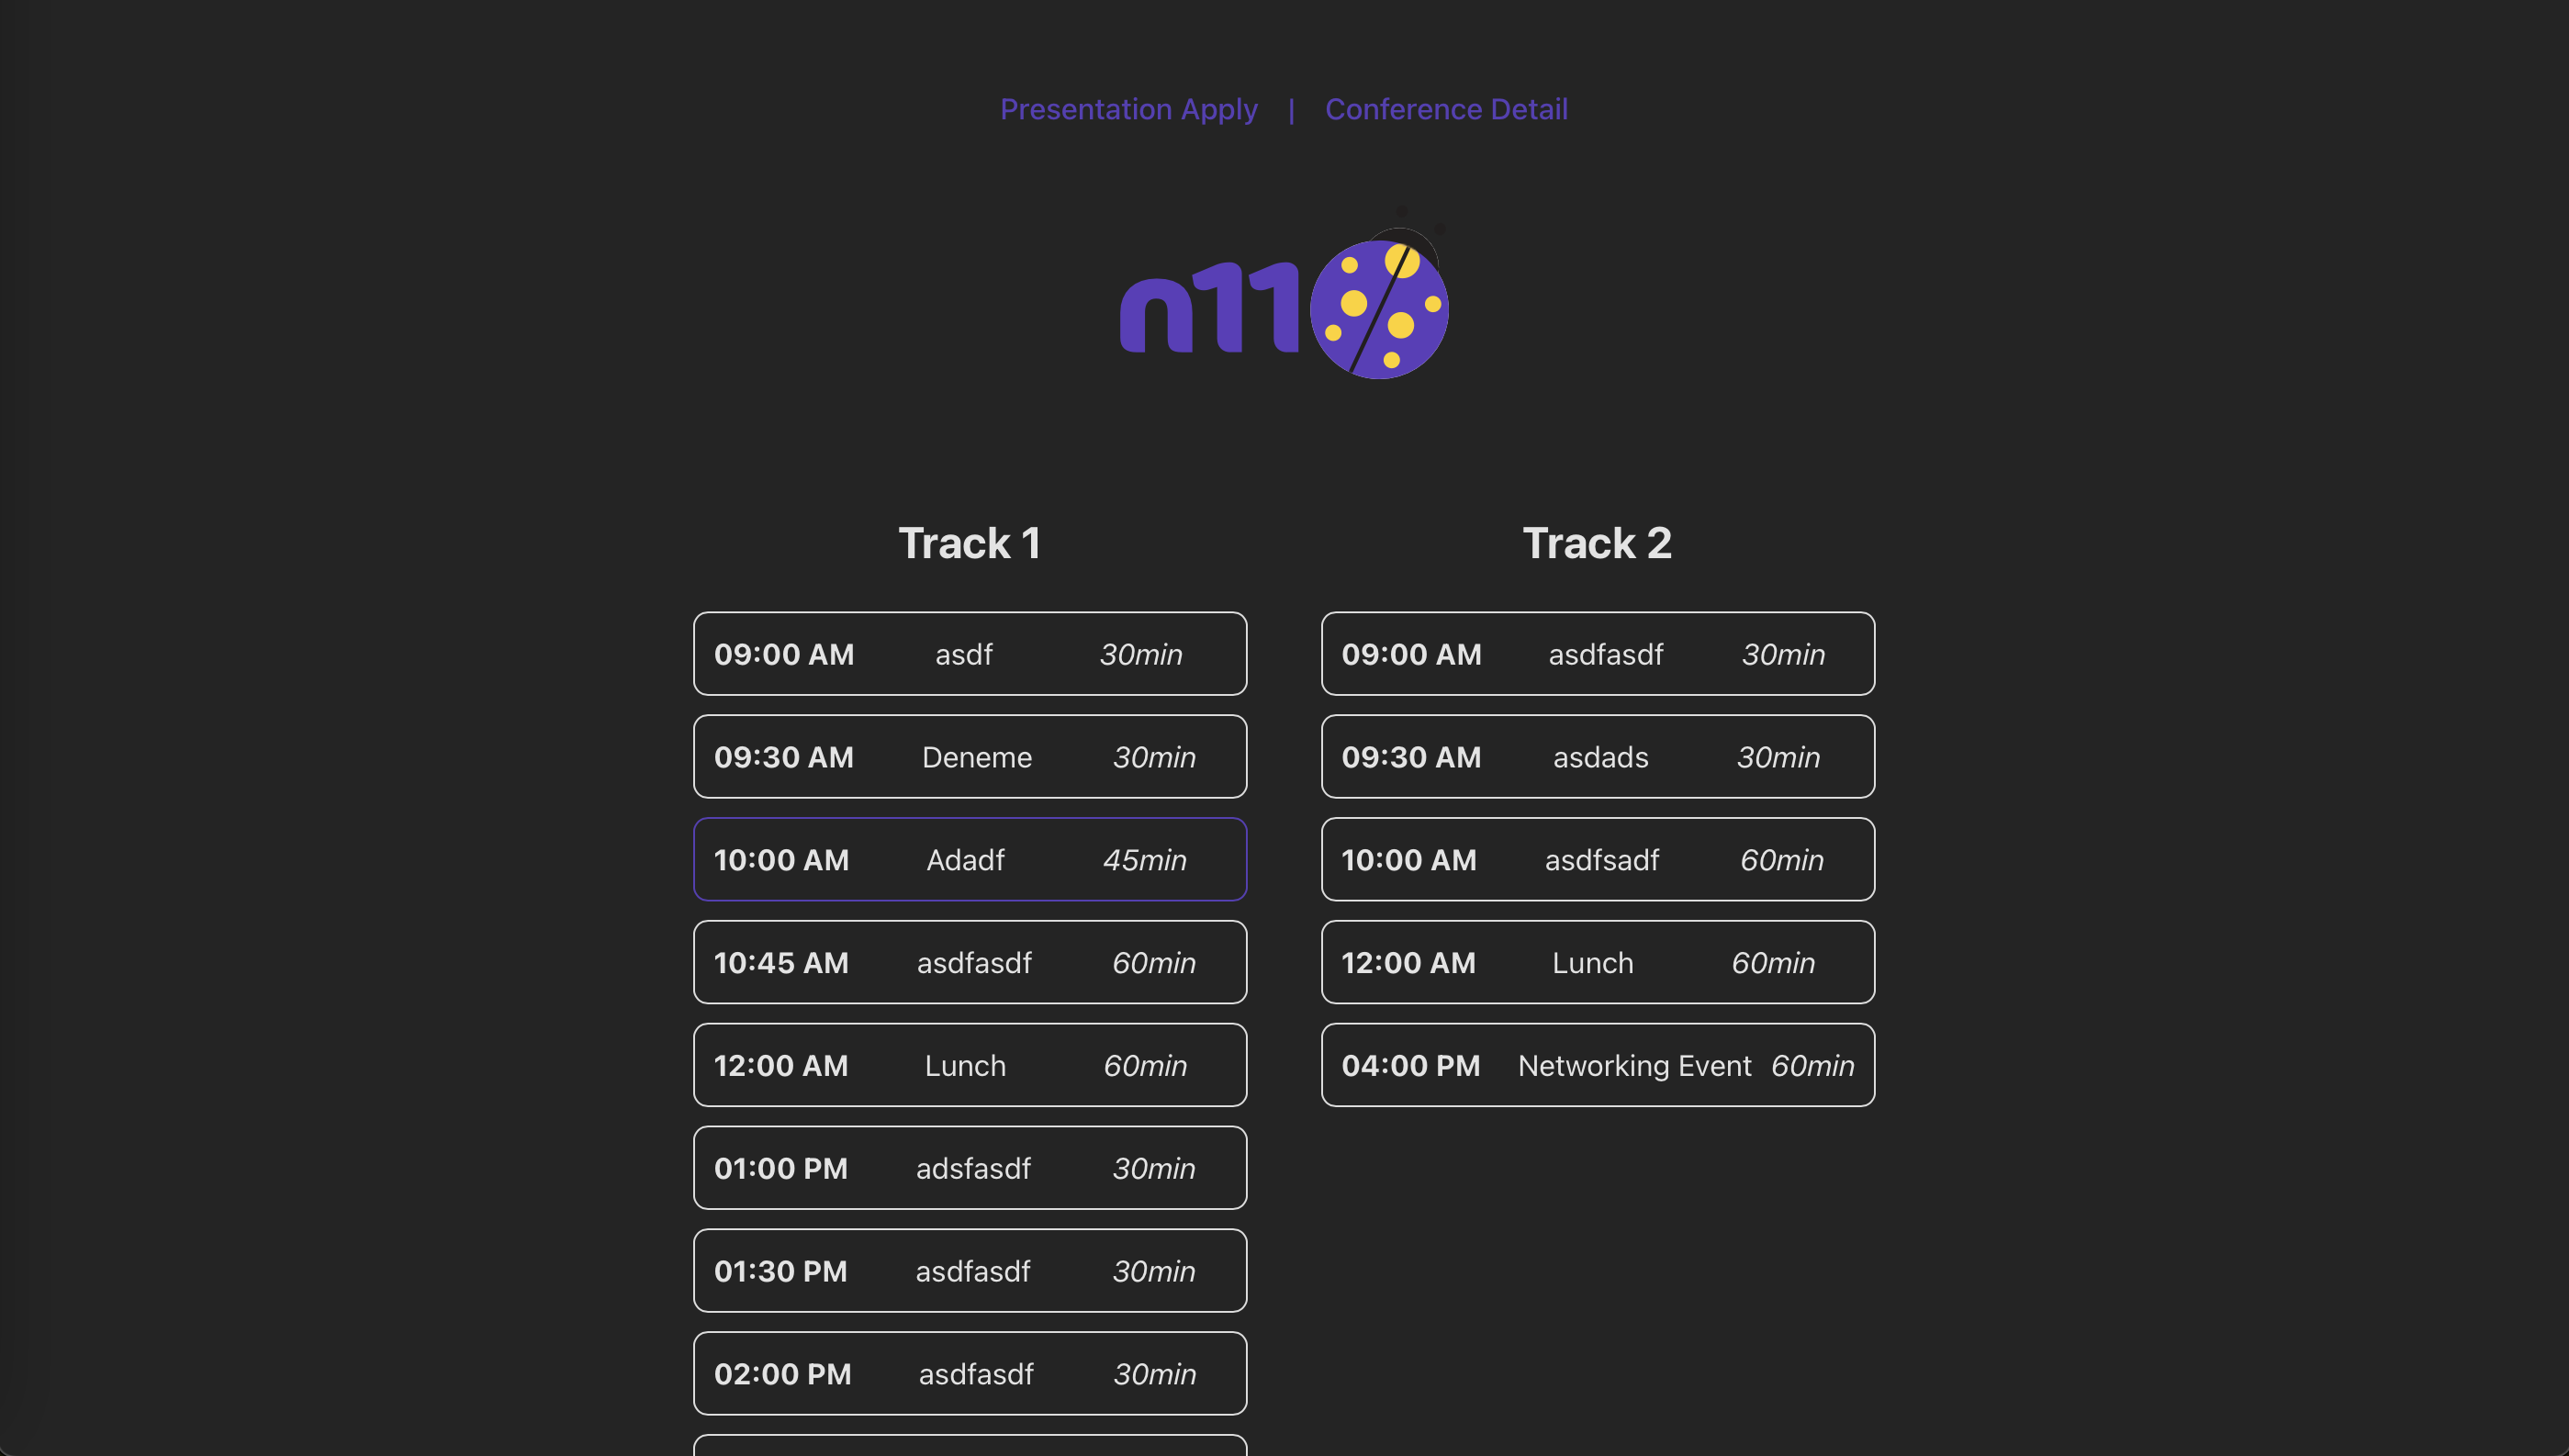 Presentation Apply | Conference Detail
n11
Track 1
09:00 AM asdf 30min
09:30 AM Deneme 30min
10:00 AM Adadf 45min
10:45 AM asdfasdf 60min
12:00 AM Lunch 60min
01:00 PM adsfasdf 30min
01:30 PM asdfasdf 30min
02:00 PM asdfasdf 30min
Track 2
09:00 AM asdfasdf 30min
09:30 AM asdads 30min
10:00 AM asdfsadf 60min
12:00 AM Lunch 60min
04:00 PM Networking Event 60min